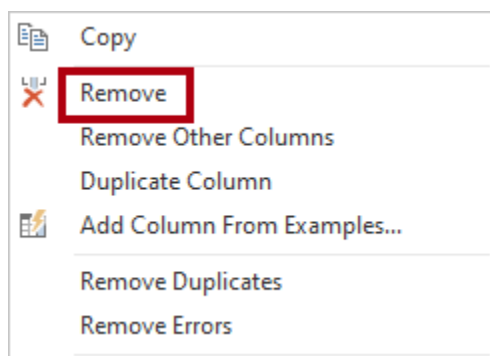 Copy
Remove
Remove Other Columns
Duplicate Column
Add Column From Examples...
Remove Duplicates
Remove Errors